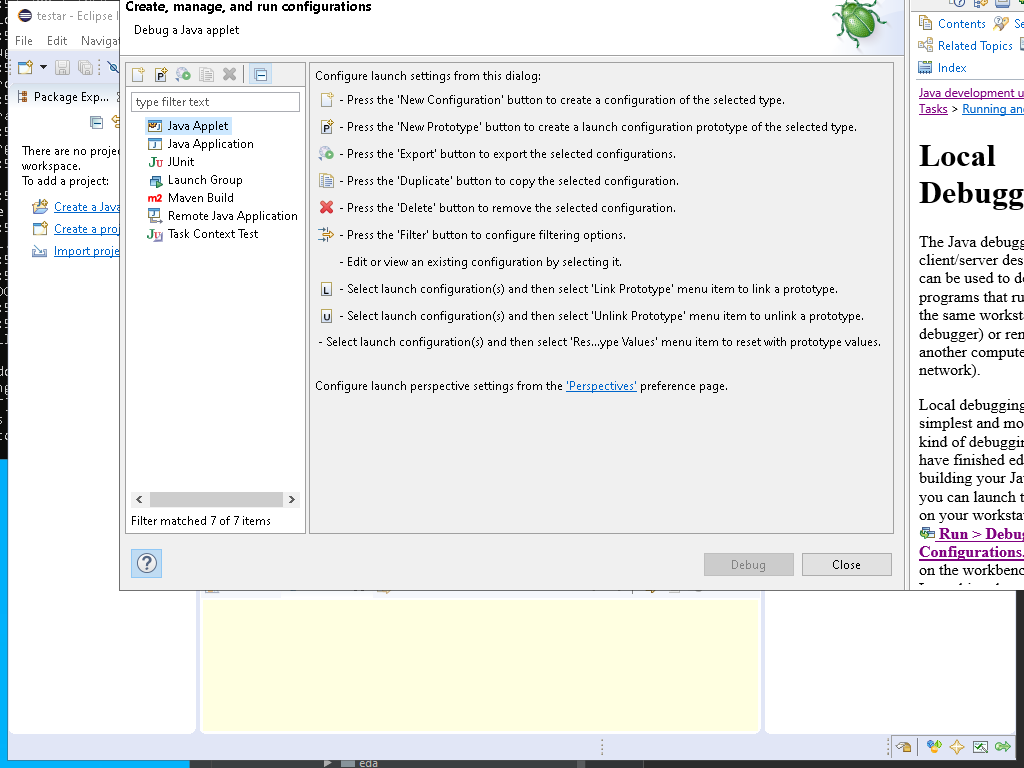 testar - Eclipse I
File Edit Navigat
Package Exp...
There are no projec
workspace.
To add a project:
Create a Java
Create a proj
Import proje
Create, manage, and run configurations
Debug a Java applet
type filter text
Java Applet
Java Application
JUnit
Launch Group
Maven Build
Remote Java Application
Task Context Test
Filter matched 7 of 7 items
Configure launch settings from this dialog:
- Press the 'New Configuration' button to create a configuration of the selected type.
- Press the 'New Prototype' button to create a launch configuration prototype of the selected type.
- Press the 'Export' button to export the selected configurations.
- Press the 'Duplicate' button to copy the selected configuration.
- Press the 'Delete' button to remove the selected configuration.
- Press the 'Filter' button to configure filtering options.
- Edit or view an existing configuration by selecting it.
- Select launch configuration(s) and then select 'Link Prototype' menu item to link a prototype.
- Select launch configuration(s) and then select 'Unlink Prototype' menu item to unlink a prototype.
- Select launch configuration(s) and then select 'Res...ype Values' menu item to reset with prototype values.
Configure launch perspective settings from the 'Perspectives' preference page.
Debug Close
Contents Se
Related Topics
Index
Java development u
Tasks > Running and
Local
Debugg
The Java debugg
client/server des
can be used to de
programs that ru
the same worksta
debugger) or ren
another compute
network).
Local debugging
simplest and mo
kind of debuggin
have finished ed
building your Ja
you can launch t
on your worksta
Run > Debug
Configurations.
on the workbenc
eda